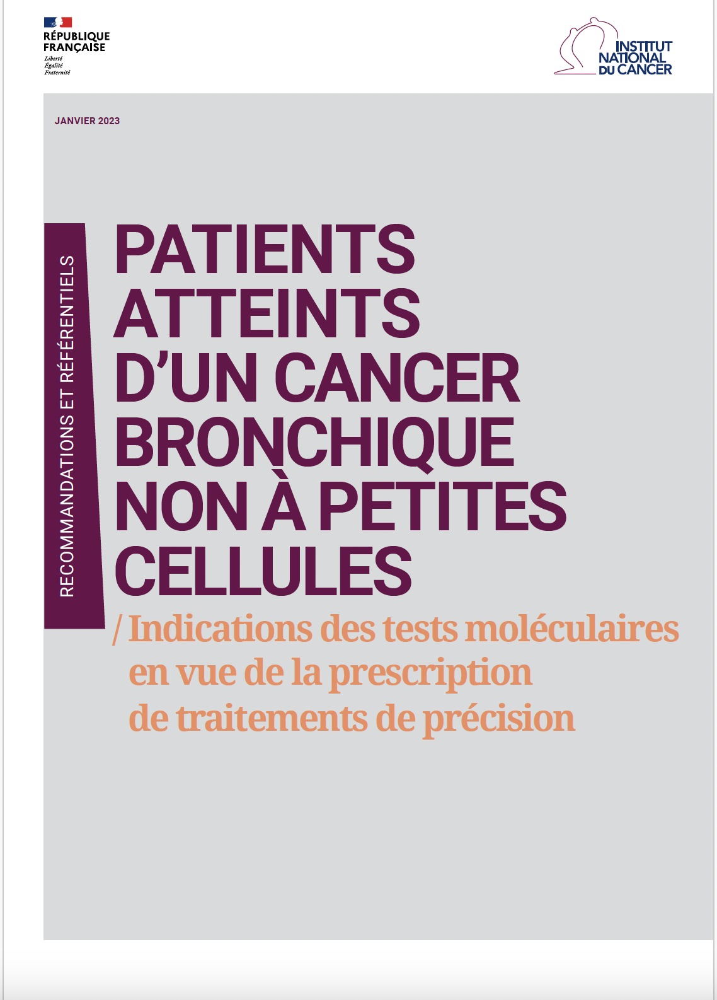 RÉPUBLIQUE
FRANÇAISE
Liberté
Égalité
Fraternité
INSTITUT
NATIONAL
DU CANCER
JANVIER 2023
RECOMMANDATIONS ET RÉFÉRENTIELS
PATIENTS
ATTEINTS
D’UN CANCER
BRONCHIQUE
NON À PETITES
CELLULES
/ Indications des tests moléculaires
en vue de la prescription
de traitements de précision